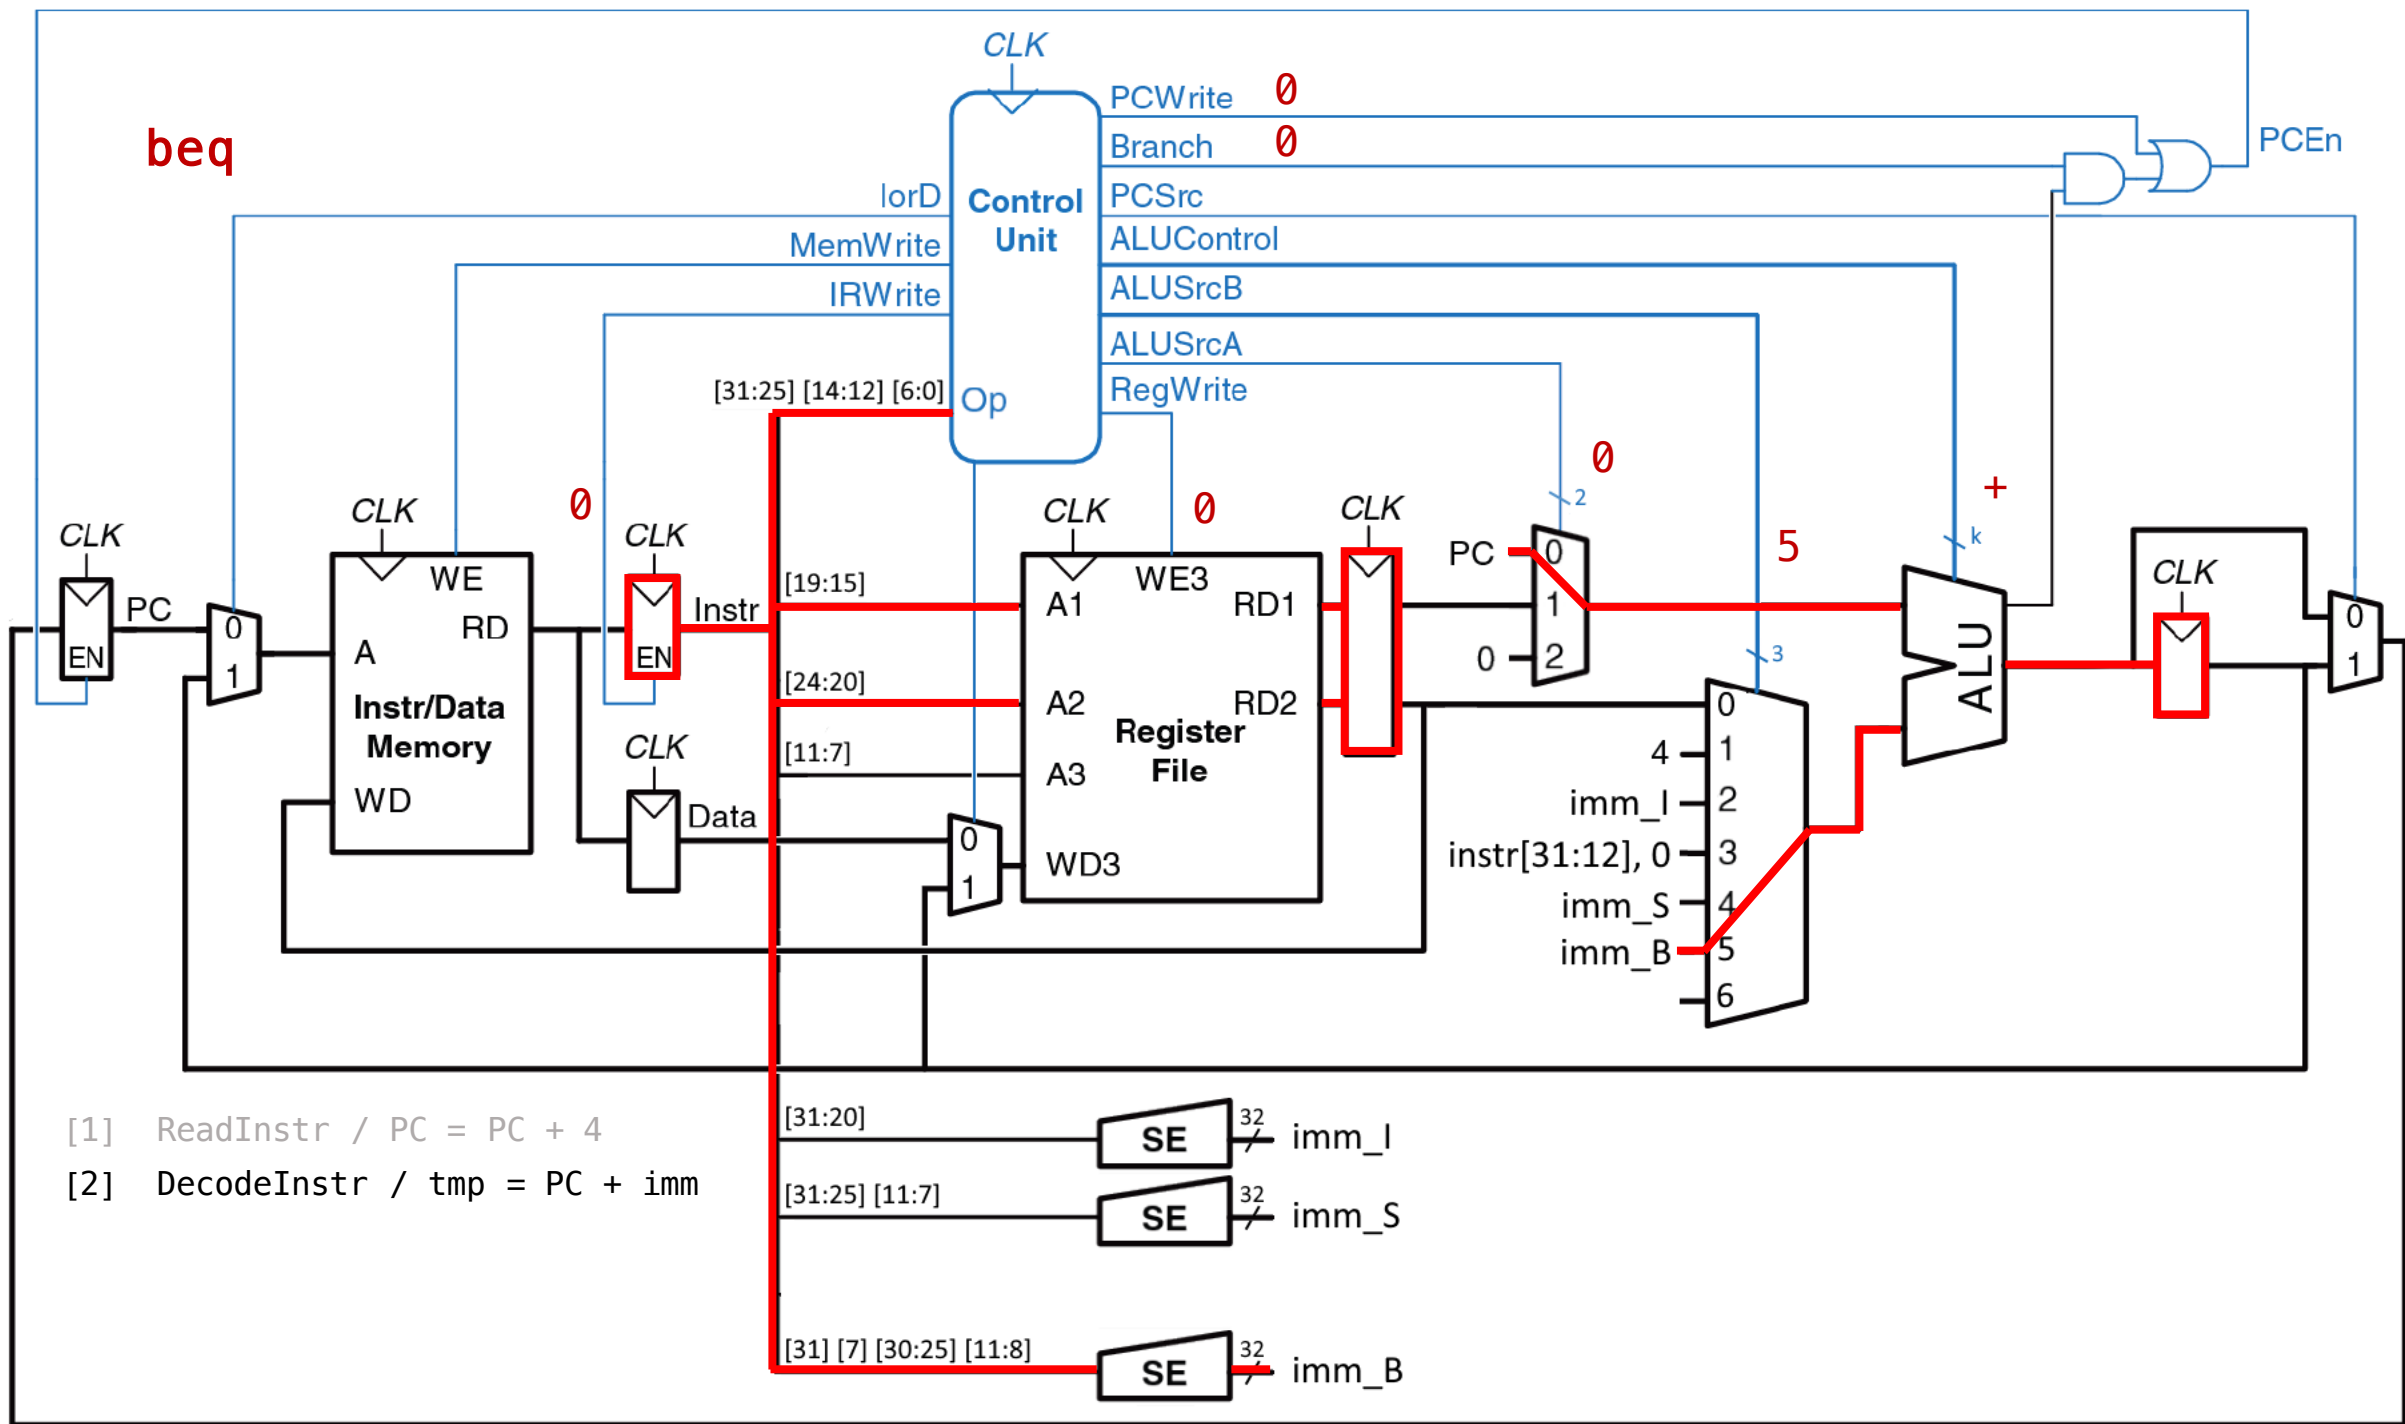 CLK
PCWrite 0
beq
Branch 0
PCEn
IorD
Control
Unit
PCSrc
MemWrite
ALUControl
IRWrite
ALUSrcB
ALUSrcA
[31:25] [14:12] [6:0]
Op
RegWrite
0
2
0
0
+
5
k
3
CLK
PC
EN
0
1
CLK
WE
A
RD
Instr/Data
Memory
WD
CLK
EN
Instr
CLK
Data
[19:15]
[24:20]
[11:7]
0
1
CLK
WE3
A1
RD1
A2
RD2
Register
File
A3
WD3
CLK
PC
0
1
0
2
0
4
1
imm_I
2
instr[31:12], 0
3
imm_S
4
imm_B
5
6
ALU
CLK
0
1
[1] ReadInstr / PC = PC + 4
[2] DecodeInstr / tmp = PC + imm
[31:20]
SE
32
imm_I
[31:25] [11:7]
SE
32
imm_S
[31] [7] [30:25] [11:8]
SE
32
imm_B